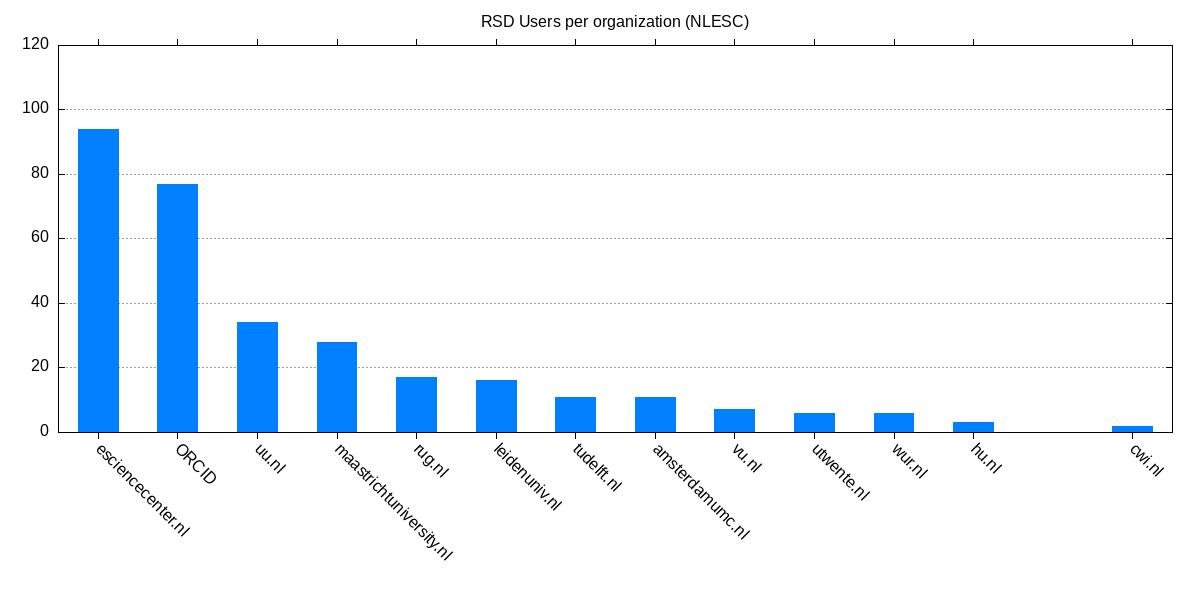 RSD Users per organization (NLESC)
120
100
80
60
40
20
0
esciencecenter.nl
ORCID
uu.nl
maastrichtuniversity.nl
rug.nl
leidenuniv.nl
tudelft.nl
amsterdamumc.nl
vu.nl
utwente.nl
wur.nl
hu.nl
cwi.nl